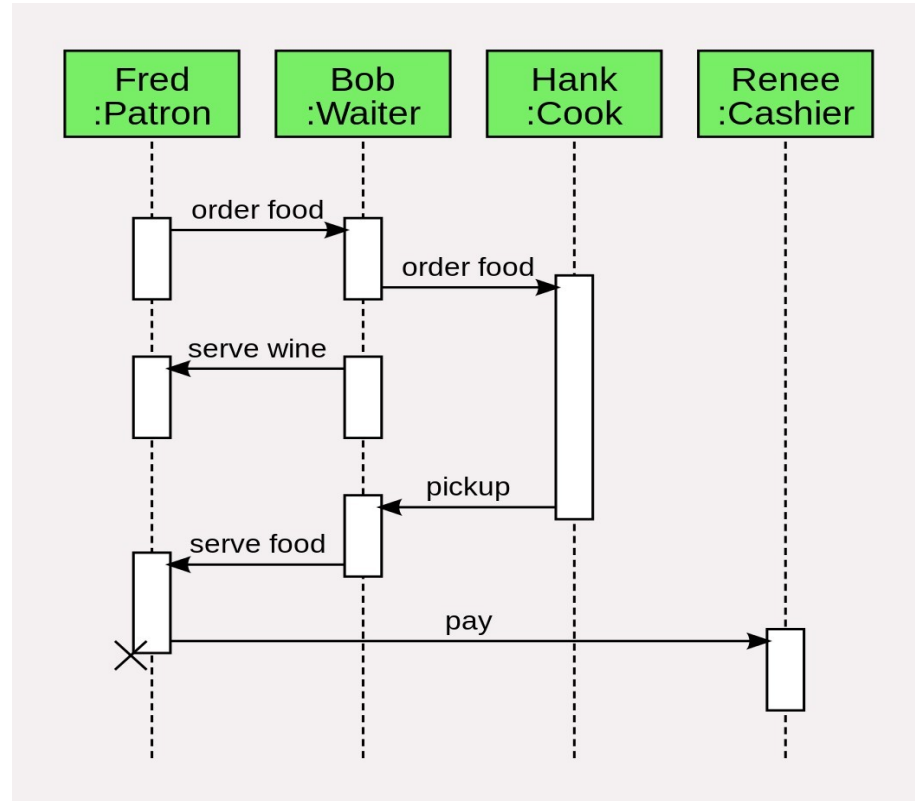 Fred
:Patron
Bob
:Waiter
Hank
:Cook
Renee
:Cashier
order food
order food
serve wine
pickup
serve food
pay